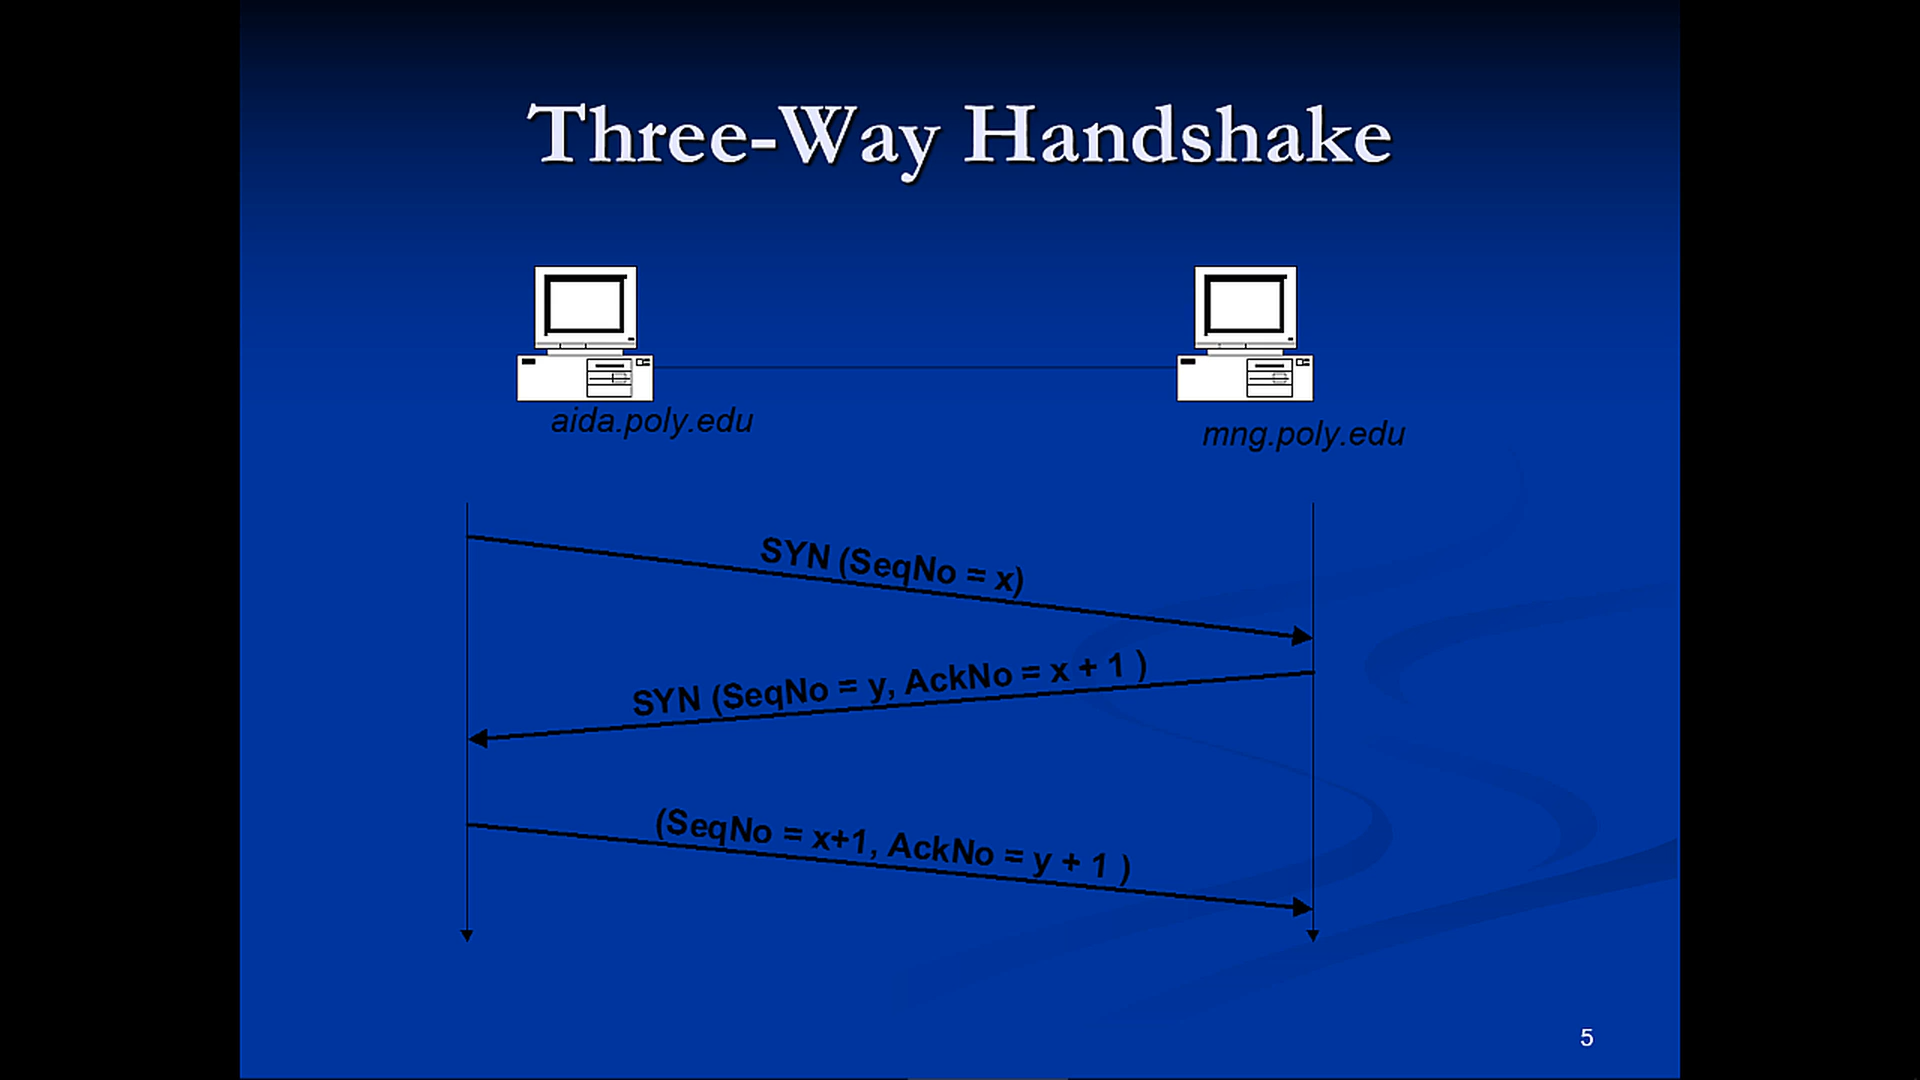 Three-Way Handshake
aida.poly.edu
mng.poly.edu
SYN (SeqNo = x)
SYN (SeqNo = y, AckNo = x + 1 )
(SeqNo = x+1, AckNo = y + 1 )
5